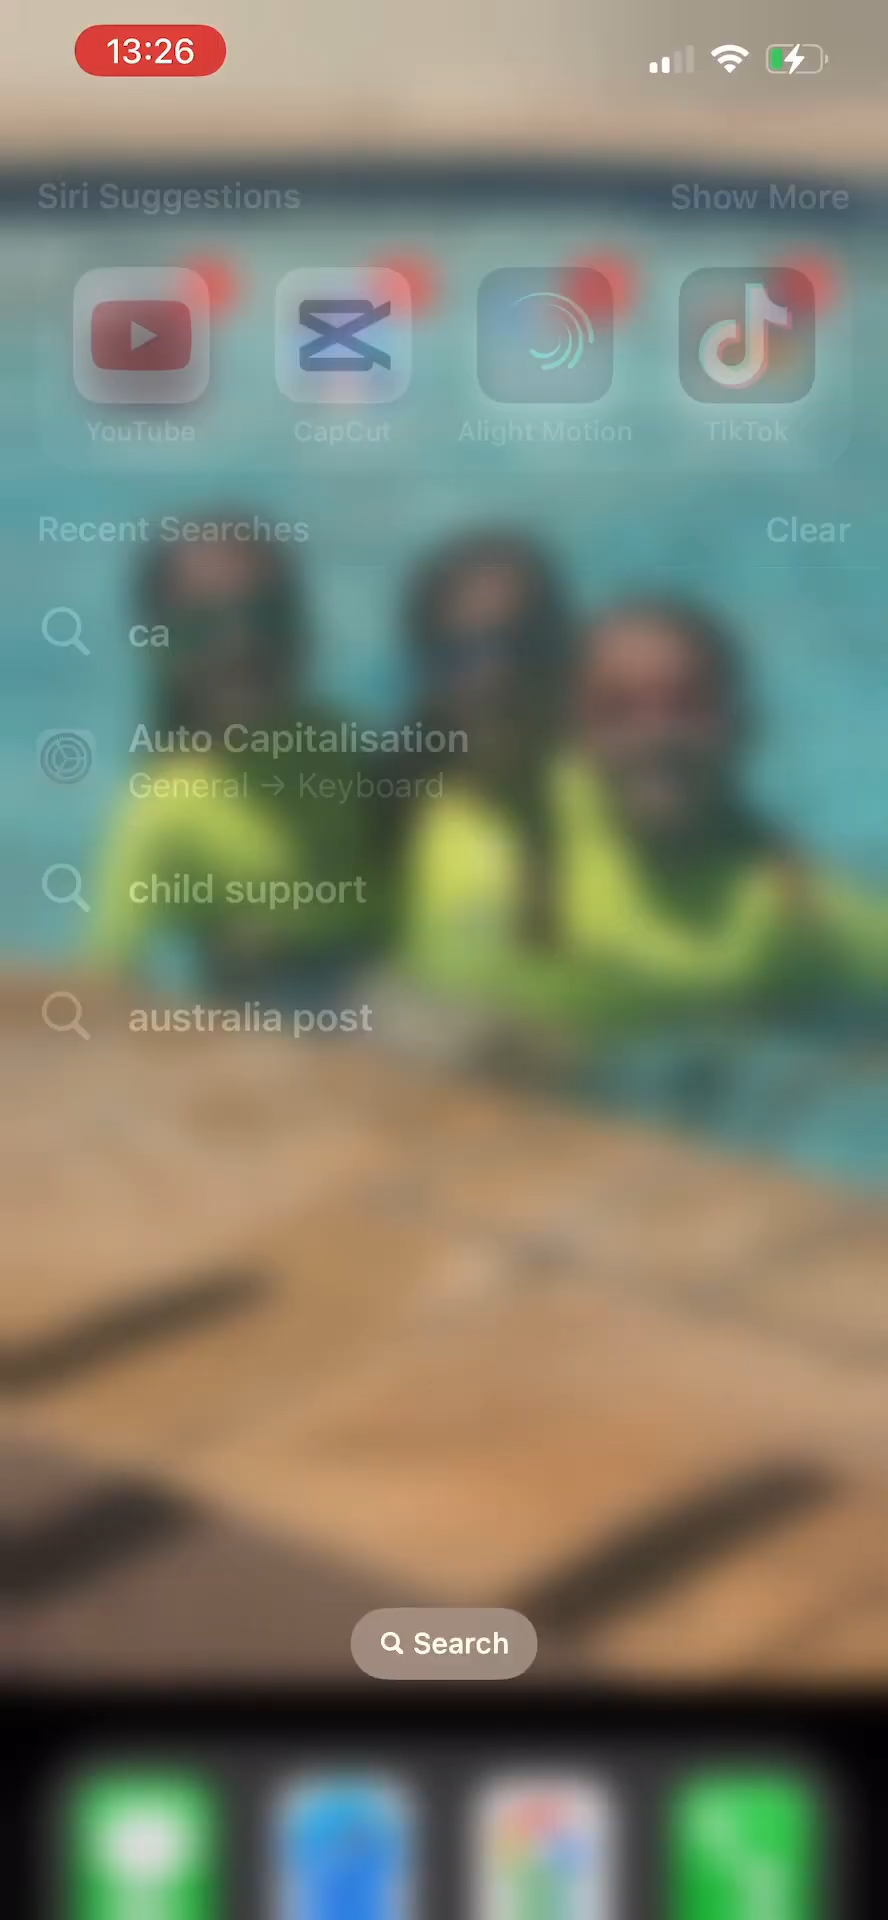 13:26
Siri Suggestions Show More
YouTube CapCut Alight Motion TikTok
Recent Searches Clear
ca
Auto Capitalisation
General → Keyboard
child support
australia post
Search